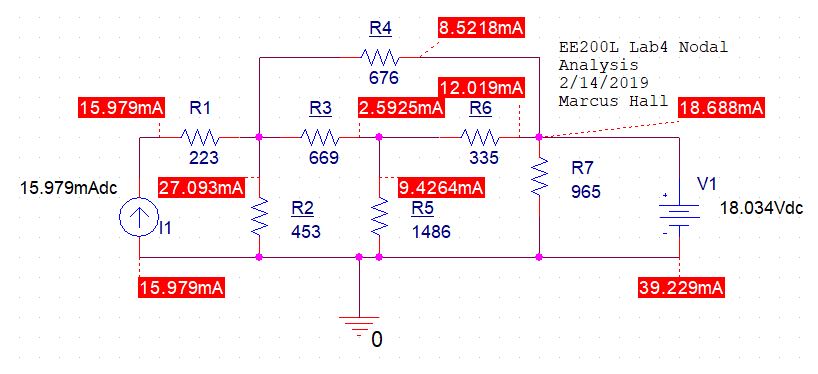 R4
8.5218mA
676
EE200L Lab4 Nodal
Analysis
2/14/2019
Marcus Hall
12.019mA
15.979mA
R1
R3
2.5925mA
R6
18.688mA
223
669
335
R7
965
15.979mAdc
27.093mA
9.4264mA
V1
I1
R2
453
R5
1486
+
-
18.034Vdc
15.979mA
39.229mA
0